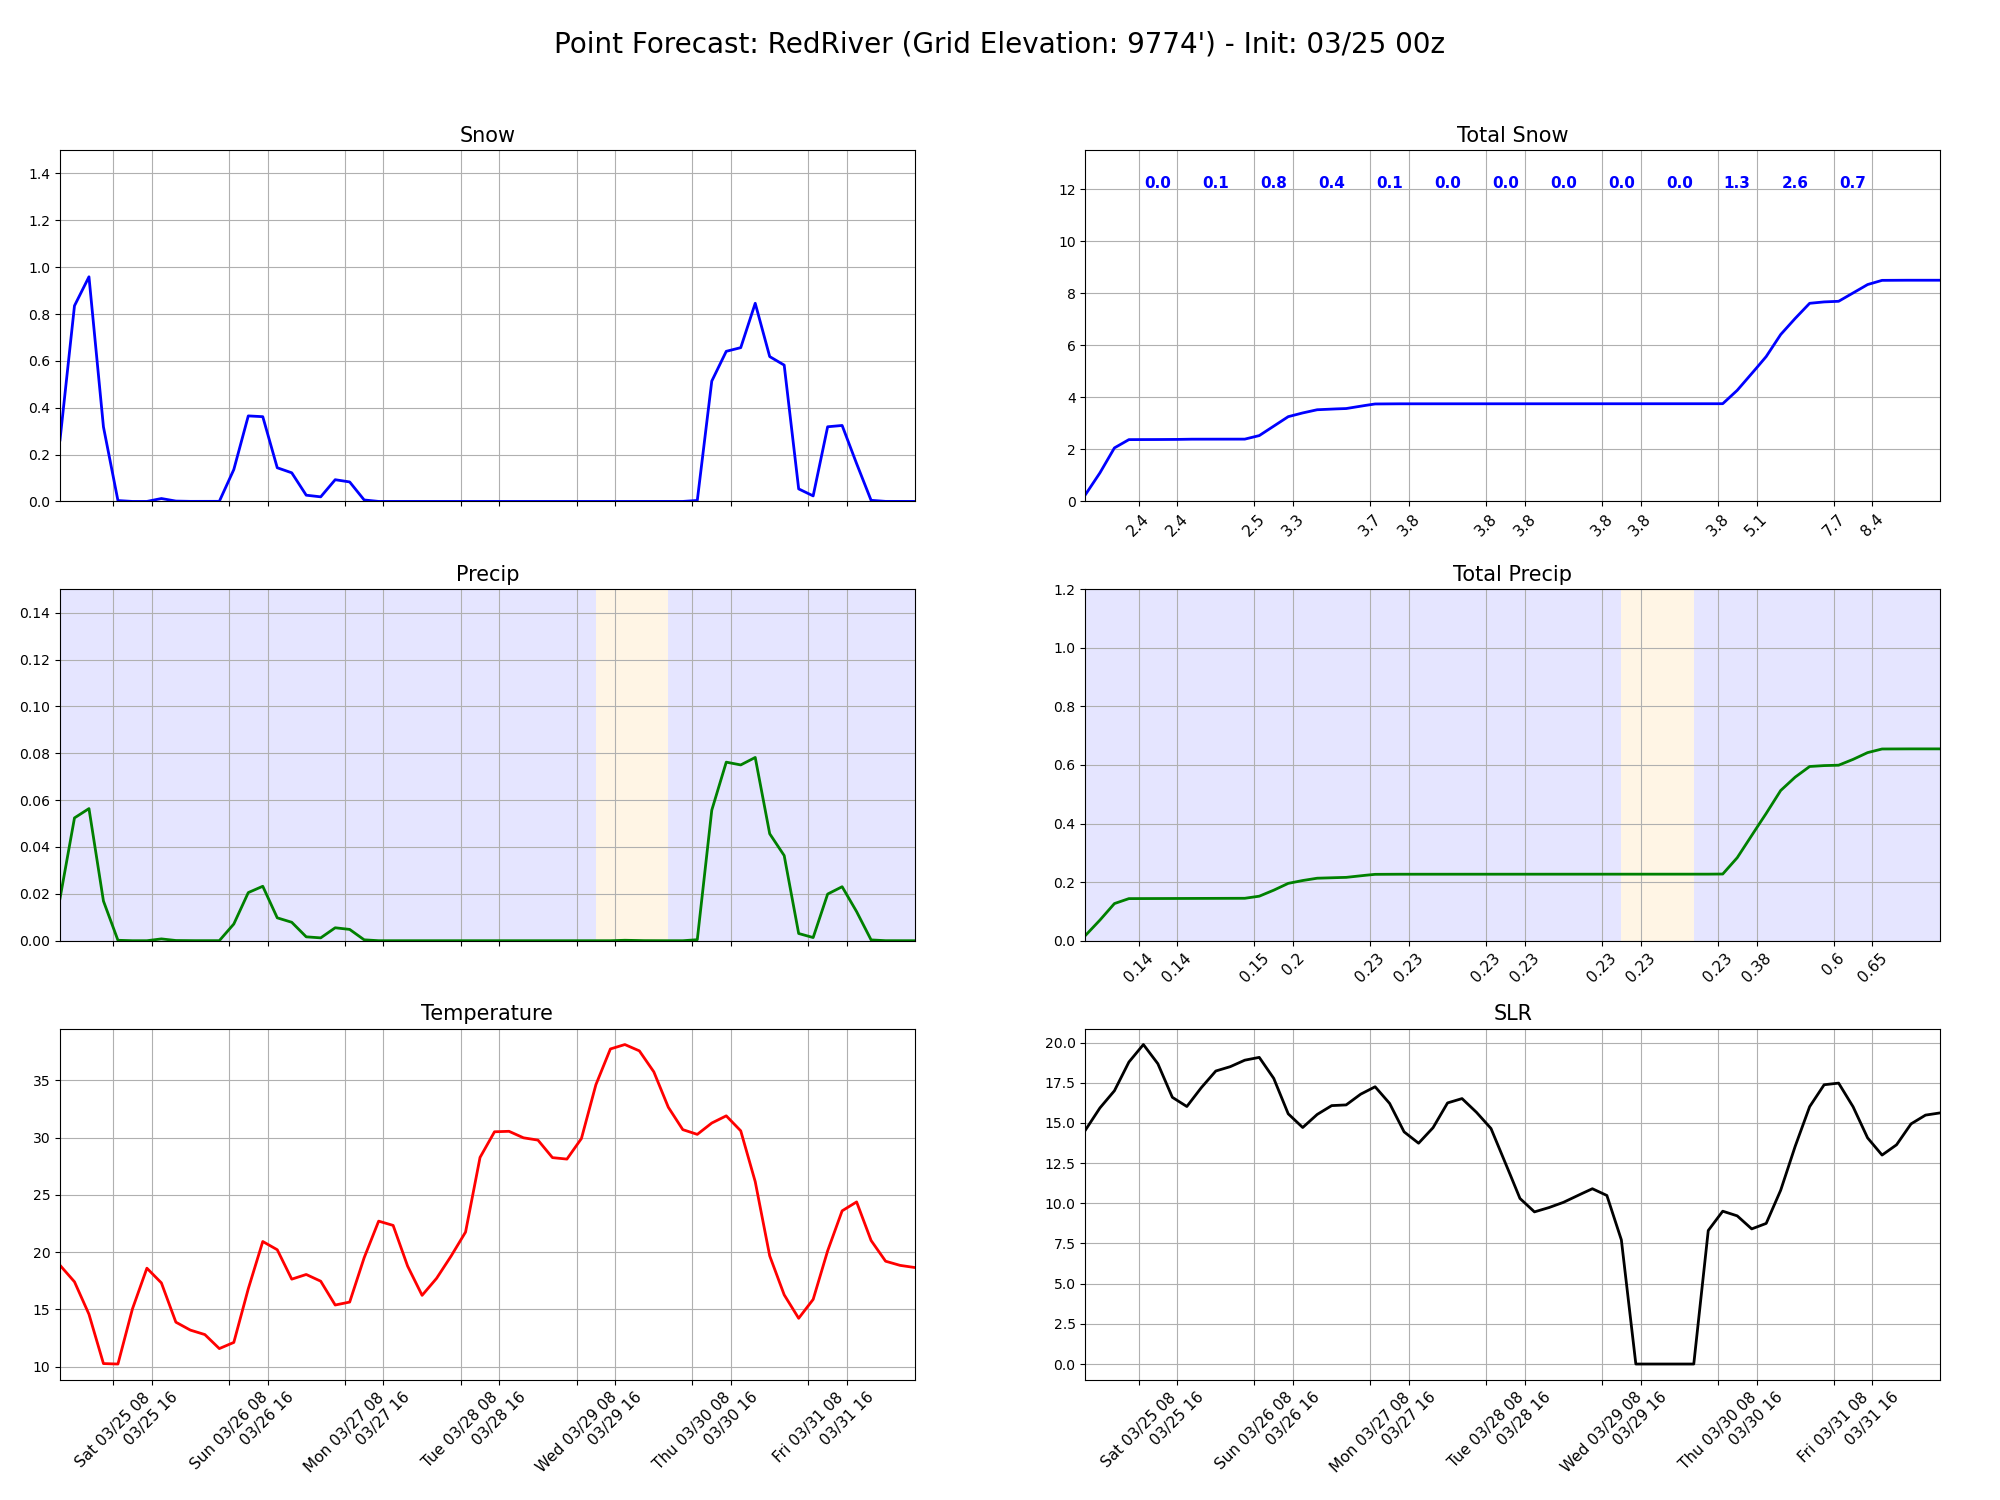 Point Forecast: RedRiver (Grid Elevation: 9774') - Init: 03/25 00z
Snow
1.4
1.2
1.0
0.8
0.6
0.4
0.2
0.0
Total Snow
0.0 0.1 0.8 0.4 0.1 0.0 0.0 0.0 0.0 0.0 1.3 2.6 0.7
12
10
8
6
4
2
0
2.4 2.4 2.5 3.3 3.7 3.8 3.8 3.8 3.8 3.8 3.8 5.1 7.7 8.4
Precip
0.14
0.12
0.10
0.08
0.06
0.04
0.02
0.00
Total Precip
1.2
1.0
0.8
0.6
0.4
0.2
0.0
0.14 0.14 0.15 0.2 0.23 0.23 0.23 0.23 0.23 0.23 0.23 0.38 0.6 0.65
Temperature
35
30
25
20
15
10
Sat 03/25 08
03/25 16
Sun 03/26 08
03/26 16
Mon 03/27 08
03/27 16
Tue 03/28 08
03/28 16
Wed 03/29 08
03/29 16
Thu 03/30 08
03/30 16
Fri 03/31 08
03/31 16
SLR
20.0
17.5
15.0
12.5
10.0
7.5
5.0
2.5
0.0
Sat 03/25 08
03/25 16
Sun 03/26 08
03/26 16
Mon 03/27 08
03/27 16
Tue 03/28 08
03/28 16
Wed 03/29 08
03/29 16
Thu 03/30 08
03/30 16
Fri 03/31 08
03/31 16